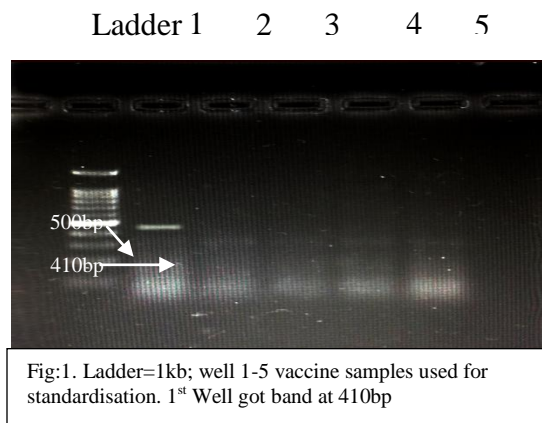 Ladder 1 2 3 4 5
500bp
410bp
Fig:1. Ladder=1kb; well 1-5 vaccine samples used for
standardisation. 1st Well got band at 410bp